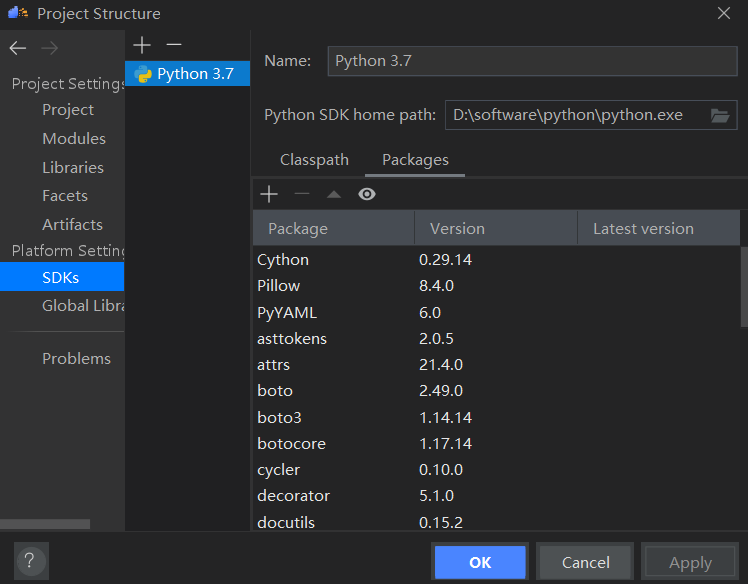 Project Structure
Project Settings
Project
Modules
Libraries
Facets
Artifacts
Platform Setting
SDKs
Global Libra
Problems
Python 3.7
Name: Python 3.7
Python SDK home path: D:\software\python\python.exe
Classpath Packages
Package Version Latest version
Cython 0.29.14
Pillow 8.4.0
PyYAML 6.0
asttokens 2.0.5
attrs 21.4.0
boto 2.49.0
boto3 1.14.14
botocore 1.17.14
cycler 0.10.0
decorator 5.1.0
docutils 0.15.2
? OK Cancel Apply